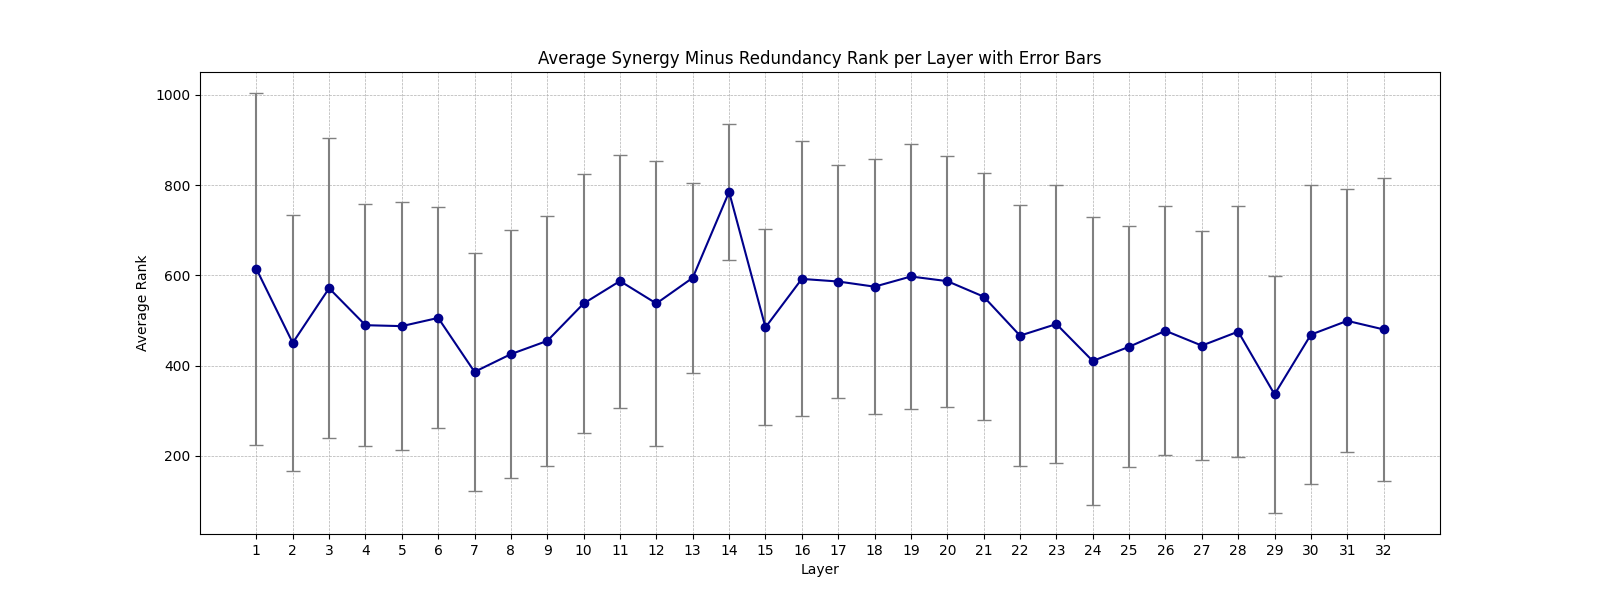 Average Synergy Minus Redundancy Rank per Layer with Error Bars
1000
800
600
400
200
Average Rank
1 2 3 4 5 6 7 8 9 10 11 12 13 14 15 16 17 18 19 20 21 22 23 24 25 26 27 28 29 30 31 32
Layer